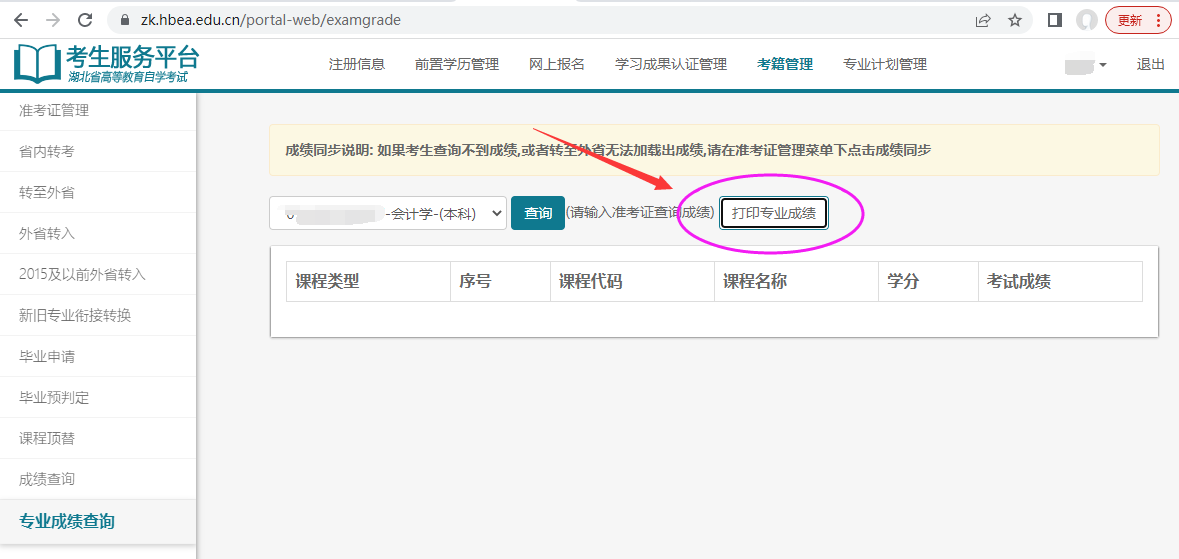 zk.hbea.edu.cn/portal-web/examgrade
更新
考生服务平台
湖北省高等教育自学考试
注册信息 前置学历管理 网上报名 学习成果认证管理 考籍管理 专业计划管理 退出
准考证管理
省内转考
转至外省
外省转入
2015及以前外省转入
新旧专业衔接转换
毕业申请
毕业预判定
课程顶替
成绩查询
专业成绩查询
成绩同步说明: 如果考生查询不到成绩,或者转至外省无法加载出成绩,请在准考证管理菜单下点击成绩同步
-会计学-(本科) 查询 (请输入准考证查询成绩) 打印专业成绩
课程类型 序号 课程代码 课程名称 学分 考试成绩